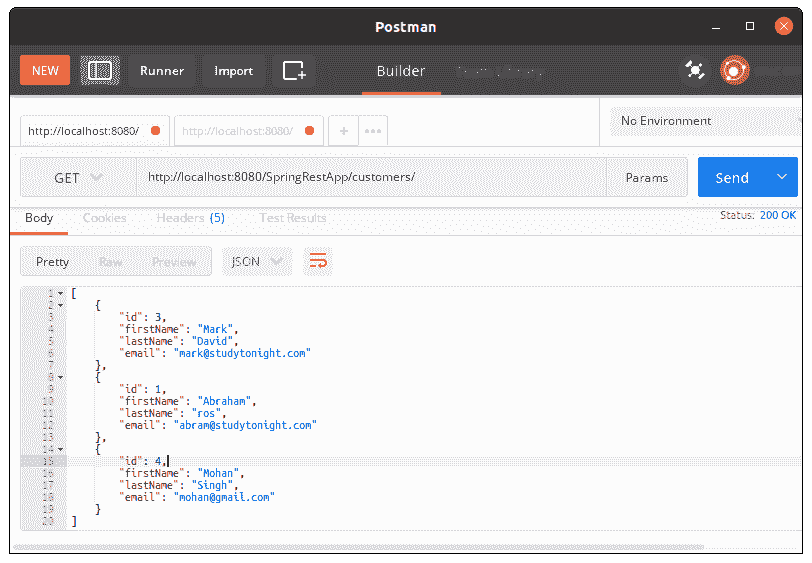 Postman
NEW Runner Import Builder
http://localhost:8080/ http://localhost:8080/ + ••• No Environment
GET http://localhost:8080/SpringRestApp/customers/ Params Send
Body Cookies Headers (5) Test Results Status: 200 OK
Pretty Raw Preview JSON
1 [
2 {
3 "id": 3,
4 "firstName": "Mark",
5 "lastName": "David",
6 "email": "mark@studytonight.com"
7 },
8 {
9 "id": 1,
10 "firstName": "Abraham",
11 "lastName": "ros",
12 "email": "abram@studytonight.com"
13 },
14 {
15 "id": 4,
16 "firstName": "Mohan",
17 "lastName": "Singh",
18 "email": "mohan@gmail.com"
19 }
20 ]